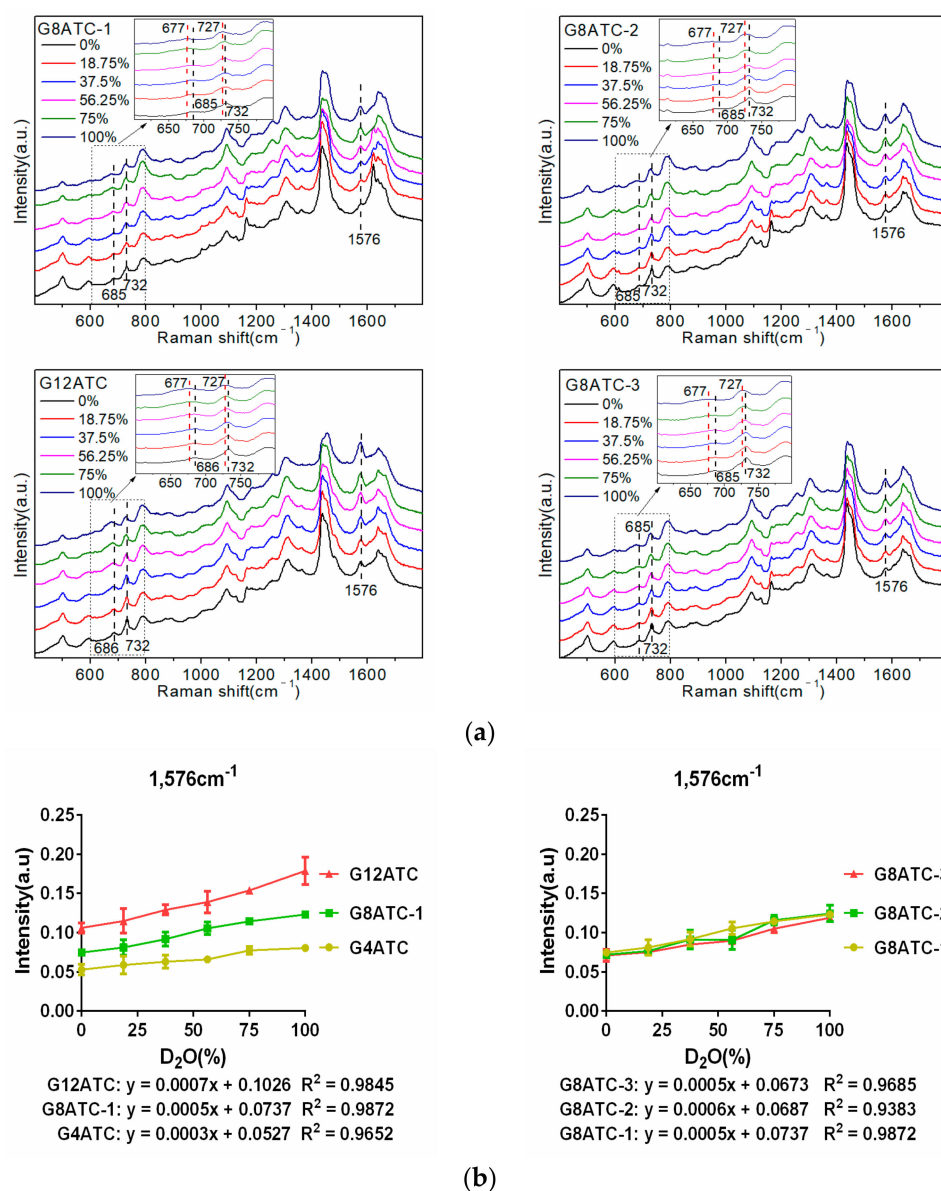 G8ATC-1
0%
18.75%
37.5%
56.25%
75%
100%
677 727
685 732
650 700 750
1576
685 732
Intensity(a.u.)
600 800 1000 1200 1400 1600
Raman shift(cm⁻¹)
G8ATC-2
0%
18.75%
37.5%
56.25%
75%
100%
677 727
685 732
650 700 750
1576
685 732
Intensity(a.u.)
600 800 1000 1200 1400 1600
Raman shift(cm⁻¹)
G12ATC
0%
18.75%
37.5%
56.25%
75%
100%
677 727
686 732
650 700 750
1576
686 732
Intensity(a.u.)
600 800 1000 1200 1400 1600
Raman shift(cm⁻¹)
G8ATC-3
0%
18.75%
37.5%
56.25%
75%
100%
677 727
685 732
650 700 750
685
1576
732
Intensity(a.u.)
600 800 1000 1200 1400 1600
Raman shift(cm⁻¹)
(a)
1,576cm⁻¹
Intensity(a.u)
0.25
0.20
0.15
0.10
0.05
0.00
G12ATC
G8ATC-1
G4ATC
0 25 50 75 100
D₂O(%)
G12ATC: y = 0.0007x + 0.1026 R² = 0.9845
G8ATC-1: y = 0.0005x + 0.0737 R² = 0.9872
G4ATC: y = 0.0003x + 0.0527 R² = 0.9652
1,576cm⁻¹
Intensity(a.u)
0.25
0.20
0.15
0.10
0.05
0.00
G8ATC-3
G8ATC-2
G8ATC-1
0 25 50 75 100
D₂O(%)
G8ATC-3: y = 0.0005x + 0.0673 R² = 0.9685
G8ATC-2: y = 0.0006x + 0.0687 R² = 0.9383
G8ATC-1: y = 0.0005x + 0.0737 R² = 0.9872
(b)